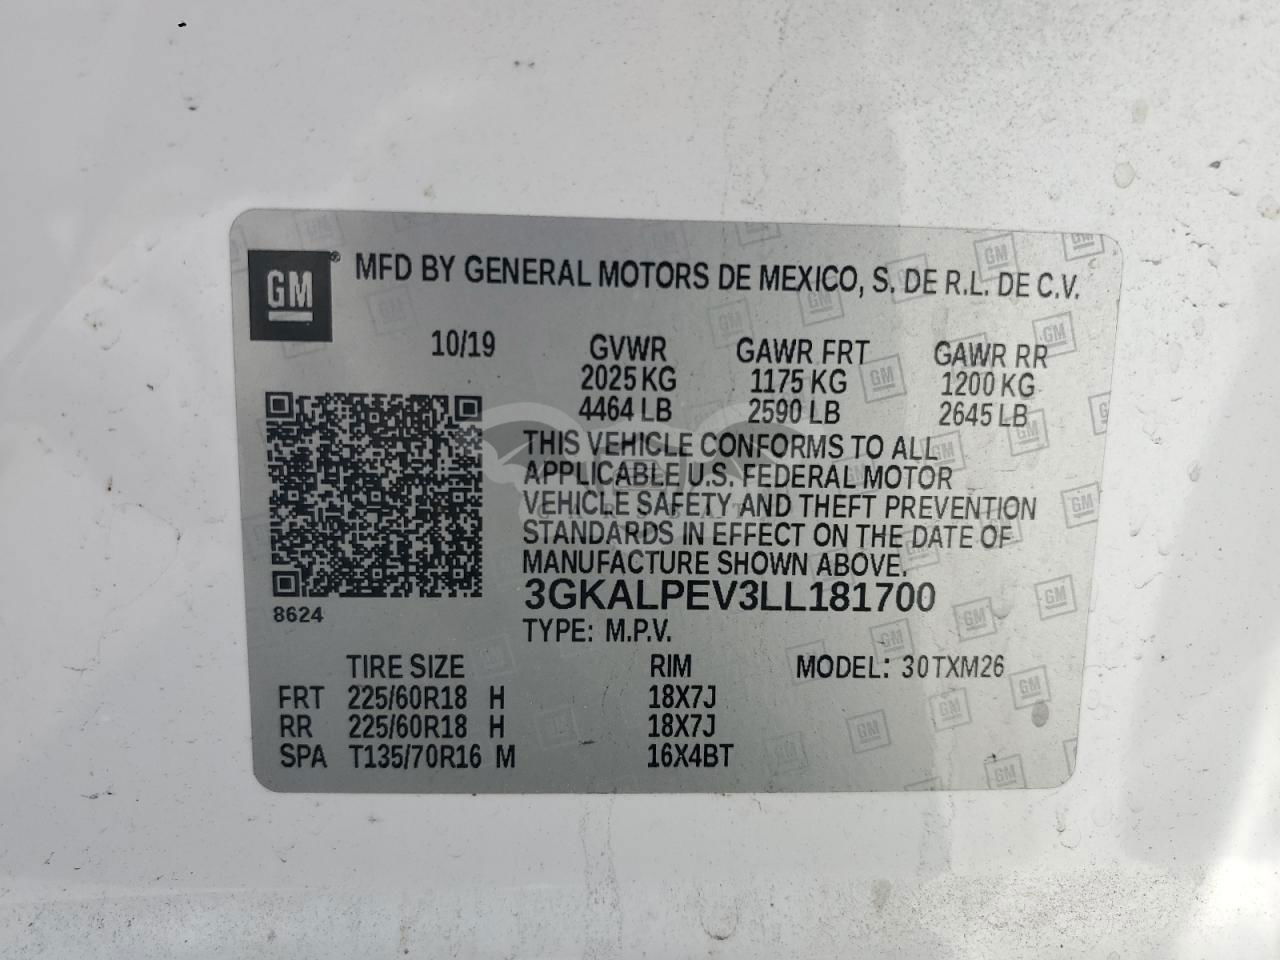 GM® MFD BY GENERAL MOTORS DE MEXICO, S. DE R.L. DE C.V.
10/19 GVWR GAWR FRT GAWR RR
2025 KG 1175 KG 1200 KG
4464 LB 2590 LB 2645 LB
THIS VEHICLE CONFORMS TO ALL
APPLICABLE U.S. FEDERAL MOTOR
VEHICLE SAFETY AND THEFT PREVENTION
STANDARDS IN EFFECT ON THE DATE OF
MANUFACTURE SHOWN ABOVE.
3GKALPEV3LL181700
8624
TYPE: M.P.V.
TIRE SIZE RIM MODEL: 30TXM26
FRT 225/60R18 H 18X7J
RR 225/60R18 H 18X7J
SPA T135/70R16 M 16X4BT